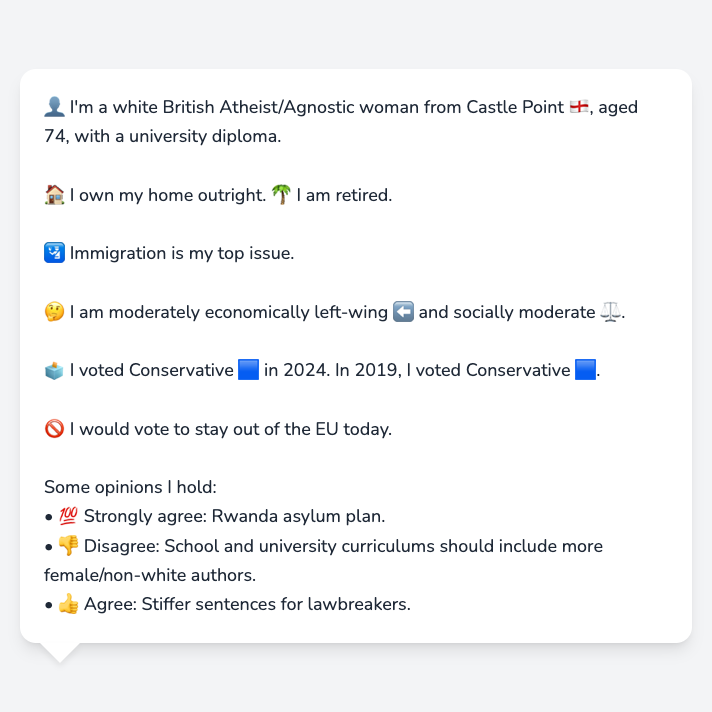 👤 I'm a white British Atheist/Agnostic woman from Castle Point 🏴󠁧󠁢󠁥󠁮󠁧󠁿, aged
74, with a university diploma.
🏠 I own my home outright. 🌴 I am retired.
🛂 Immigration is my top issue.
🤔 I am moderately economically left-wing ⬅️ and socially moderate ⚖️.
🗳️ I voted Conservative 🟦 in 2024. In 2019, I voted Conservative 🟦.
🚫 I would vote to stay out of the EU today.
Some opinions I hold:
• 💯 Strongly agree: Rwanda asylum plan.
• 👎 Disagree: School and university curriculums should include more
female/non-white authors.
• 👍 Agree: Stiffer sentences for lawbreakers.